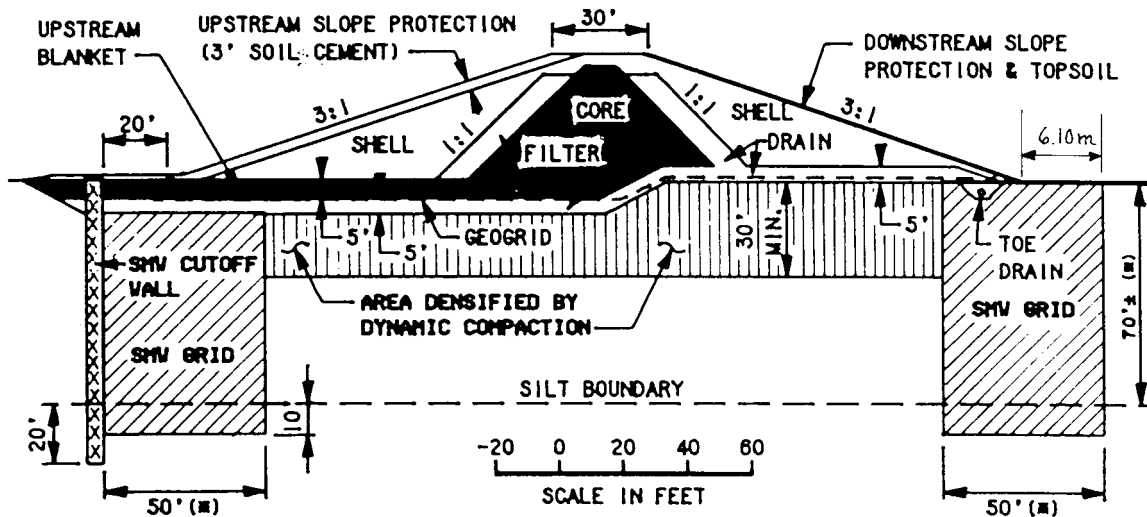 30'
UPSTREAM
BLANKET
UPSTREAM SLOPE PROTECTION
(3' SOIL CEMENT)
DOWNSTREAM SLOPE
PROTECTION & TOPSOIL
20'
3:1
SHELL
1:1
CORE
FILTER
1:1
SHELL
3:1
DRAIN
6.10m
5'
5'
GEOGRID
30'
MIN.
5'
TOE
DRAIN
SMW CUTOFF
WALL
AREA DENSIFIED BY
DYNAMIC COMPACTION
SMW GRID
SMW GRID
70'± (*)
SILT BOUNDARY
20'
10
-20 0 20 40 60
SCALE IN FEET
50'(*)
50'(*)